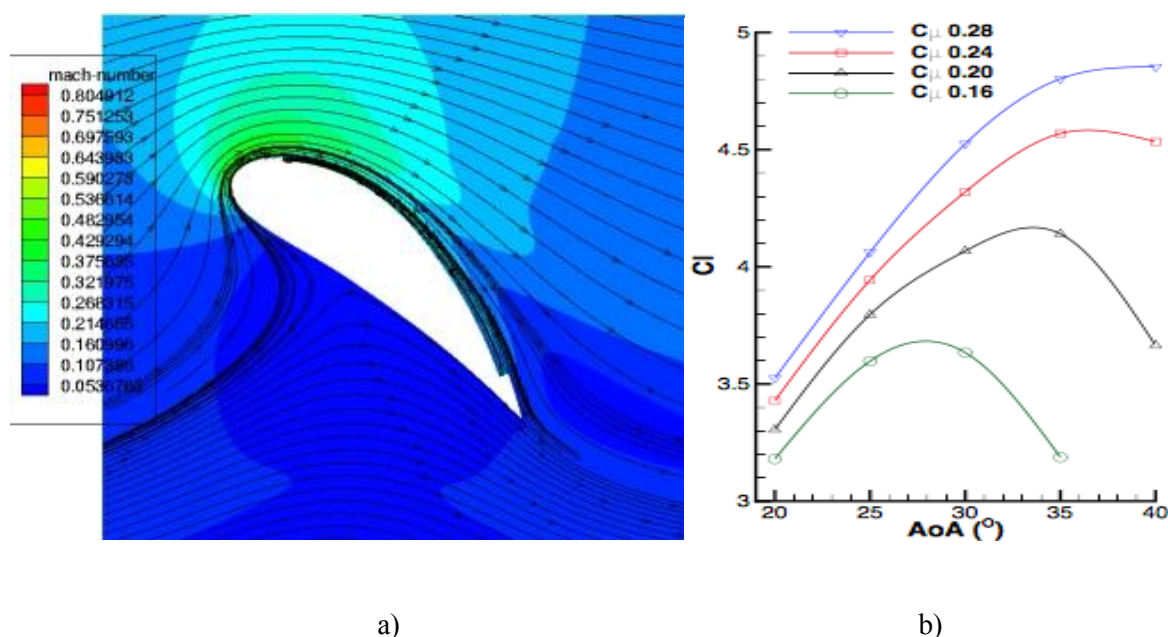 mach-number
0.804912
0.751253
0.697593
0.643933
0.590273
0.536614
0.482954
0.429294
0.375635
0.321975
0.268315
0.214655
0.160996
0.107336
0.0536763
Cμ 0.28
Cμ 0.24
Cμ 0.20
Cμ 0.16
5
4.5
4
3.5
3
Cl
20 25 30 35 40
AoA (°)
a) b)